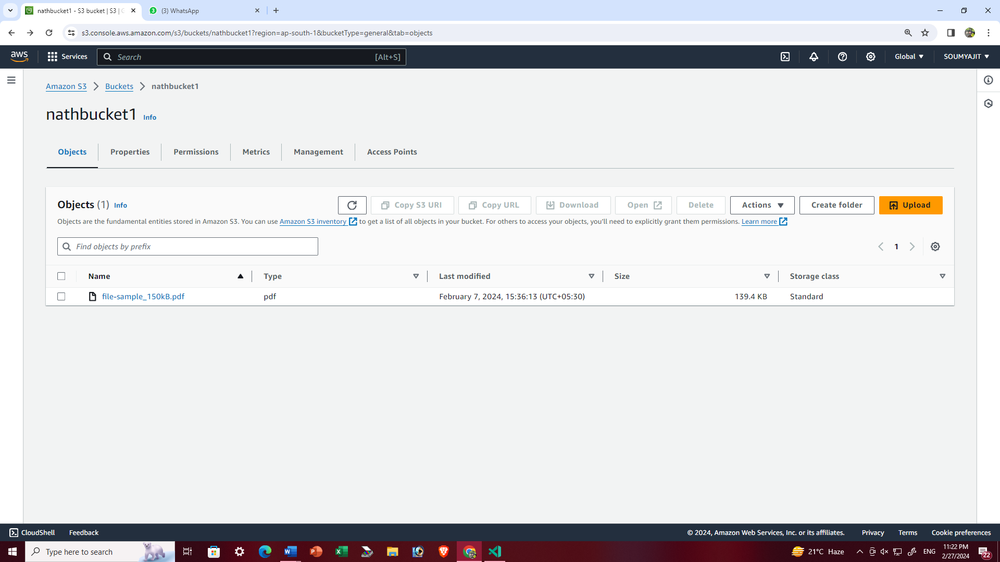 nathbucket1 - S3 bucket | S3 | G
(3) WhatsApp
s3.console.aws.amazon.com/s3/buckets/nathbucket1?region=ap-south-1&bucketType=general&tab=objects
aws Services Search [Alt+S] Global SOUMYAJIT
Amazon S3 Buckets nathbucket1
nathbucket1 Info
Objects Properties Permissions Metrics Management Access Points
Objects (1) Info Copy S3 URI Copy URL Download Open Delete Actions Create folder Upload
Objects are the fundamental entities stored in Amazon S3. You can use Amazon S3 inventory to get a list of all objects in your bucket. For others to access your objects, you'll need to explicitly grant them permissions. Learn more
Find objects by prefix 1
Name Type Last modified Size Storage class
file-sample_150kB.pdf pdf February 7, 2024, 15:36:13 (UTC+05:30) 139.4 KB Standard
CloudShell Feedback © 2024, Amazon Web Services, Inc. or its affiliates. Privacy Terms Cookie preferences
Type here to search 21°C Haze ENG 11:22 PM
2/27/2024 22